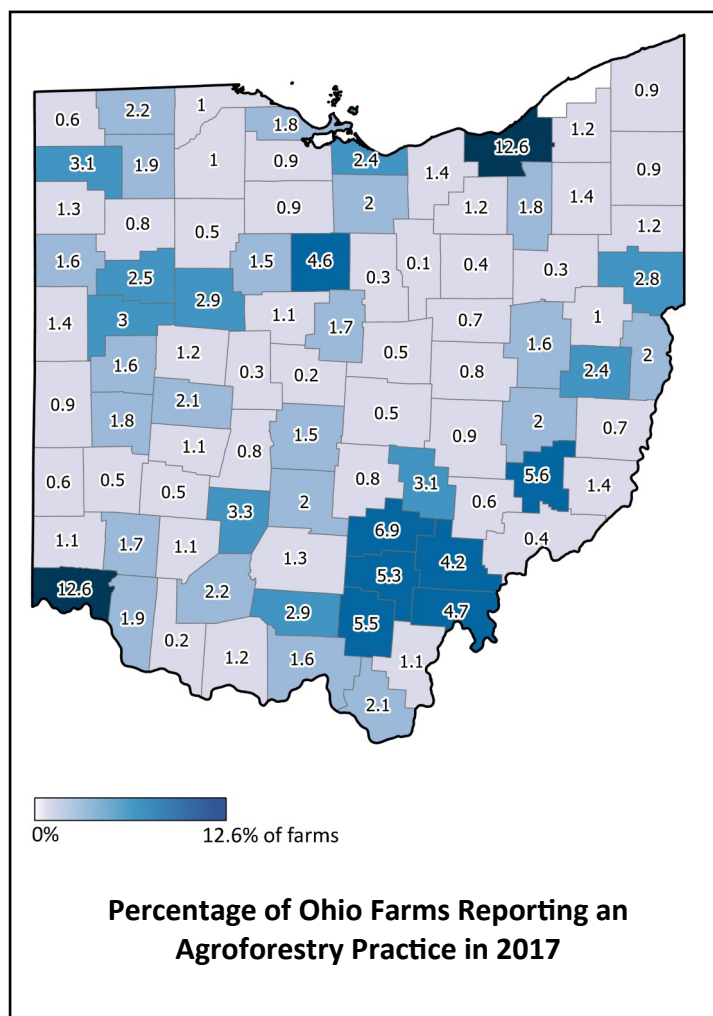 0.9
0.6 2.2 1 1.8 12.6 1.2
3.1 1.9 1 0.9 2.4 1.4 0.9
1.3 0.8 0.5 0.9 2 1.2 1.8 1.4 1.2
1.6 2.5 2.9 1.5 4.6 0.3 0.1 0.4 0.3 2.8
1.4 3 1.1 1.7 0.7 1.6 1 2
1.6 1.2 0.3 0.2 0.5 0.8 2.4
0.9 1.8 2.1 1.5 0.5 0.9 2 0.7
1.1 0.8
0.6 0.5 0.5 0.8 3.1 0.6 5.6 1.4
3.3 2 6.9 0.4
1.1 1.7 1.1 1.3 5.3 4.2
12.6 1.9 2.2 2.9 5.5 4.7
0.2 1.2 1.6 1.1
2.1
0% 12.6% of farms
Percentage of Ohio Farms Reporting an
Agroforestry Practice in 2017